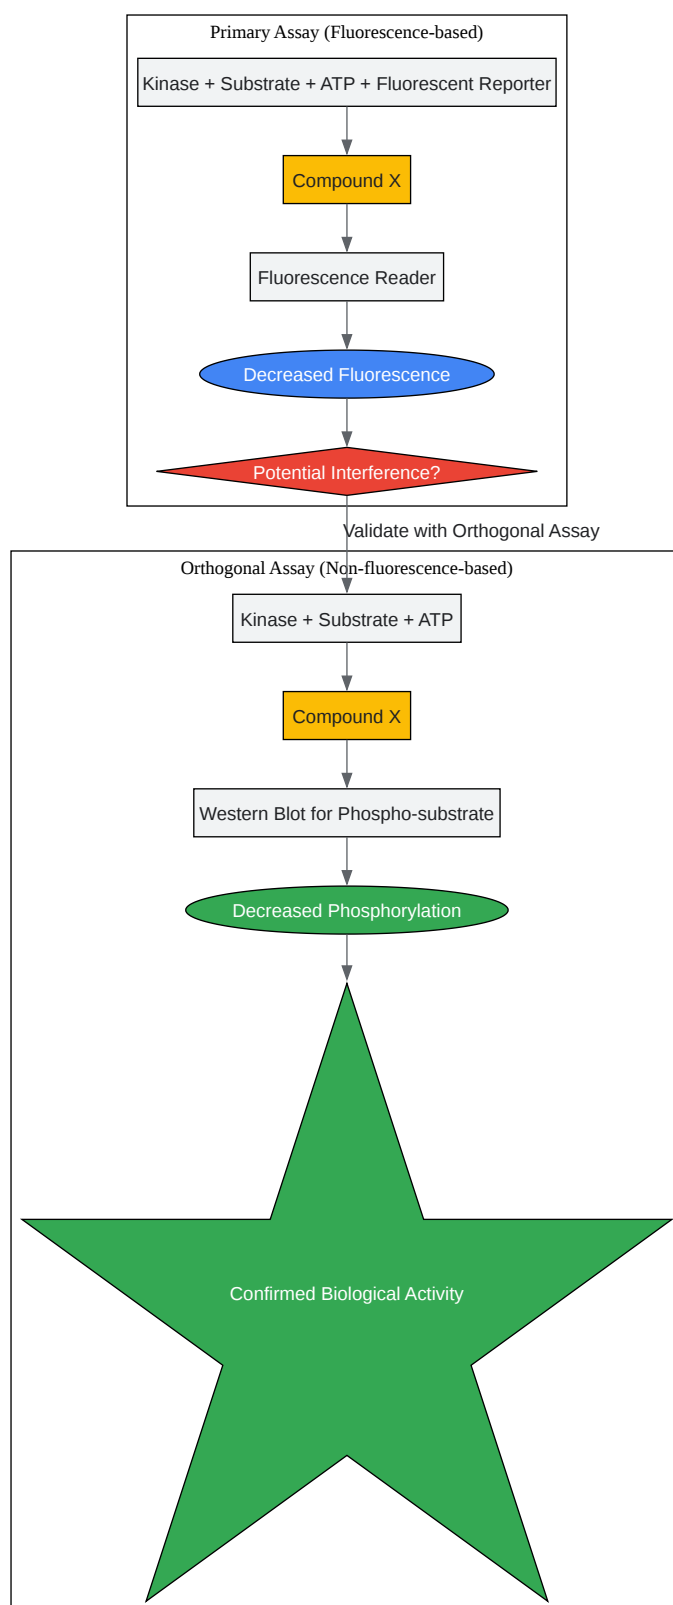 Primary Assay (Fluorescence-based)
Kinase + Substrate + ATP + Fluorescent Reporter
Compound X
Fluorescence Reader
Decreased Fluorescence
Potential Interference?
Validate with Orthogonal Assay
Orthogonal Assay (Non-fluorescence-based)
Kinase + Substrate + ATP
Compound X
Western Blot for Phospho-substrate
Decreased Phosphorylation
Confirmed Biological Activity